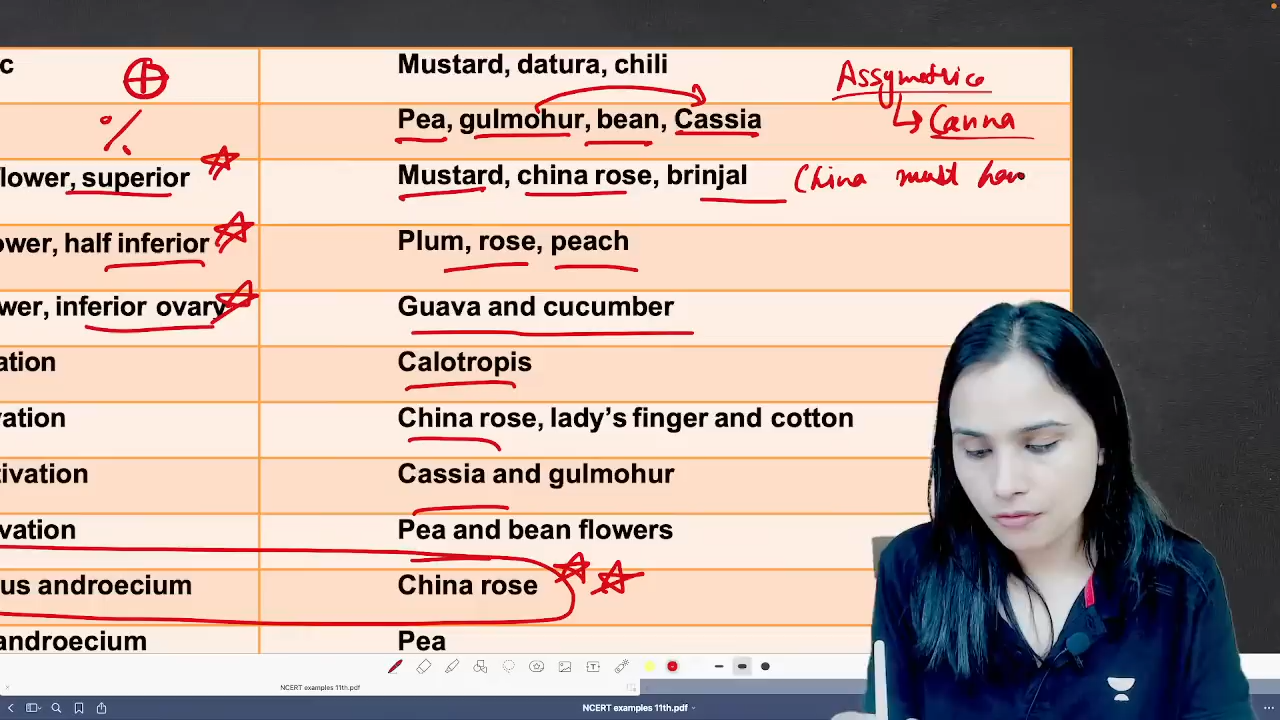 c
Mustard, datura, chili
Assymetric
%
Pea, gulmohur, bean, Cassia
Canna
lower, superior
Mustard, china rose, brinjal
China must hav
ower, half inferior
Plum, rose, peach
wer, inferior ovary
Guava and cucumber
ation
Calotropis
vation
China rose, lady's finger and cotton
tivation
Cassia and gulmohur
vation
Pea and bean flowers
us androecium
China rose
androecium
Pea
NCERT examples 11th.pdf
NCERT examples 11th.pdf